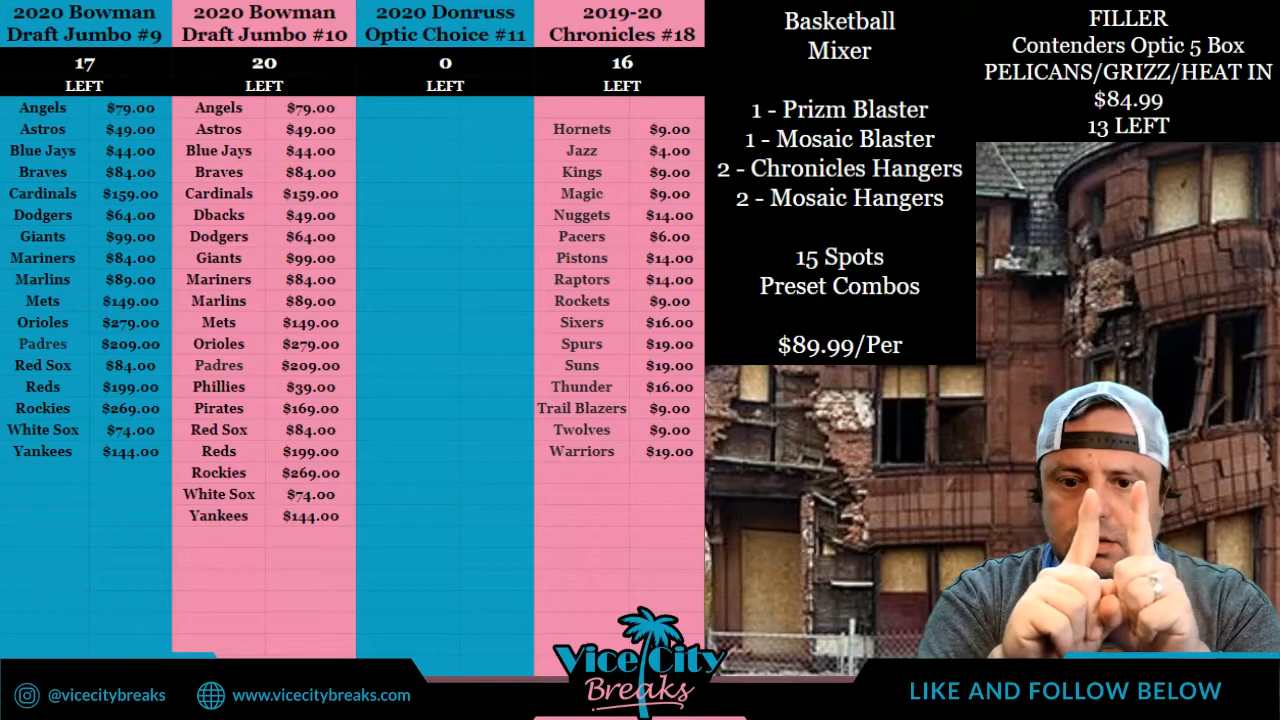 2020 Bowman
Draft Jumbo #9
17
LEFT
Angels $79.00
Astros $49.00
Blue Jays $44.00
Braves $84.00
Cardinals $159.00
Dodgers $64.00
Giants $99.00
Mariners $84.00
Marlins $89.00
Mets $149.00
Orioles $279.00
Padres $209.00
Red Sox $84.00
Reds $199.00
Rockies $269.00
White Sox $74.00
Yankees $144.00
2020 Bowman
Draft Jumbo #10
20
LEFT
Angels $79.00
Astros $49.00
Blue Jays $44.00
Braves $84.00
Cardinals $159.00
Dbacks $49.00
Dodgers $64.00
Giants $99.00
Mariners $84.00
Marlins $89.00
Mets $149.00
Orioles $279.00
Padres $209.00
Phillies $39.00
Pirates $169.00
Red Sox $84.00
Reds $199.00
Rockies $269.00
White Sox $74.00
Yankees $144.00
2020 Donruss
Optic Choice #11
0
LEFT
2019-20
Chronicles #18
16
LEFT
Hornets $9.00
Jazz $4.00
Kings $9.00
Magic $9.00
Nuggets $14.00
Pacers $6.00
Pistons $14.00
Raptors $14.00
Rockets $9.00
Sixers $16.00
Spurs $19.00
Suns $19.00
Thunder $16.00
Trail Blazers $9.00
Twolves $9.00
Warriors $19.00
Basketball
Mixer
1 - Prizm Blaster
1 - Mosaic Blaster
2 - Chronicles Hangers
2 - Mosaic Hangers
15 Spots
Preset Combos
$89.99/Per
FILLER
Contenders Optic 5 Box
PELICANS/GRIZZ/HEAT IN
$84.99
13 LEFT
@vicecitybreaks
www.vicecitybreaks.com
Vice City
Breaks
LIKE AND FOLLOW BELOW